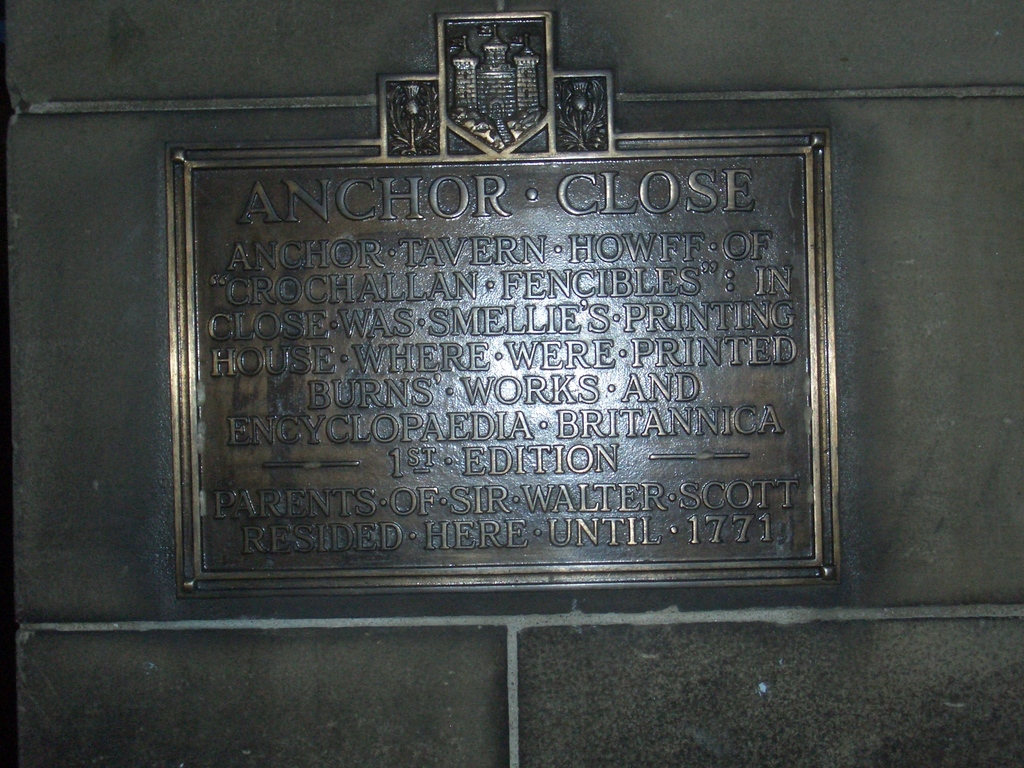 ANCHOR · CLOSE
ANCHOR · TAVERN · HOWFF · OF
"CROCHALLAN · FENCIBLES" : IN
CLOSE · WAS · SMELLIE'S · PRINTING
HOUSE · WHERE · WERE · PRINTED
BURNS' · WORKS · AND
ENCYCLOPAEDIA · BRITANNICA
1ST · EDITION
PARENTS · OF · SIR · WALTER · SCOTT
RESIDED · HERE · UNTIL · 1771